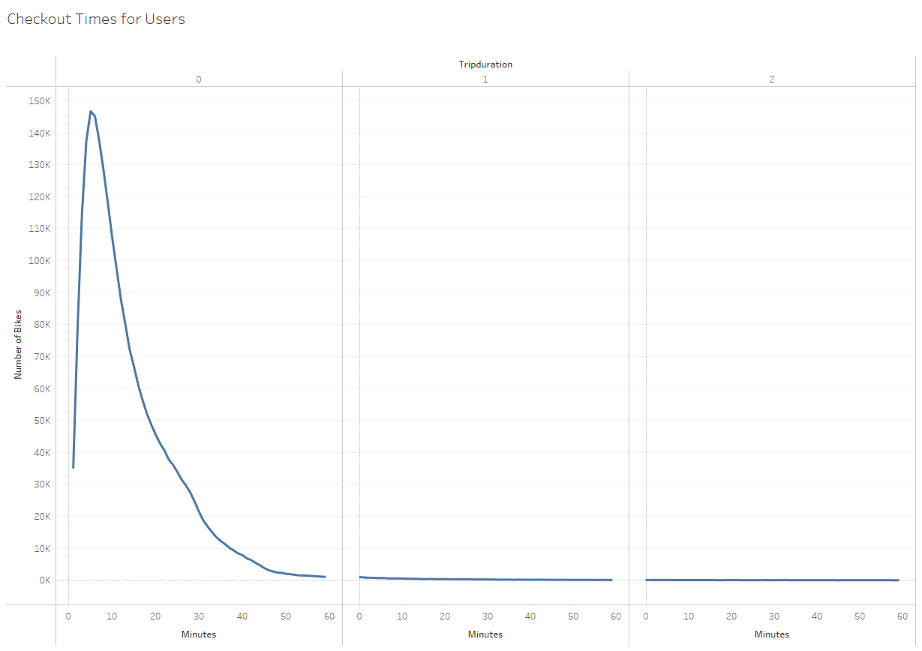 Checkout Times for Users
Tripduration
0 1 2
Number of Bikes
150K
140K
130K
120K
110K
100K
90K
80K
70K
60K
50K
40K
30K
20K
10K
0K
0 10 20 30 40 50 60 0 10 20 30 40 50 60 0 10 20 30 40 50 60
Minutes Minutes Minutes